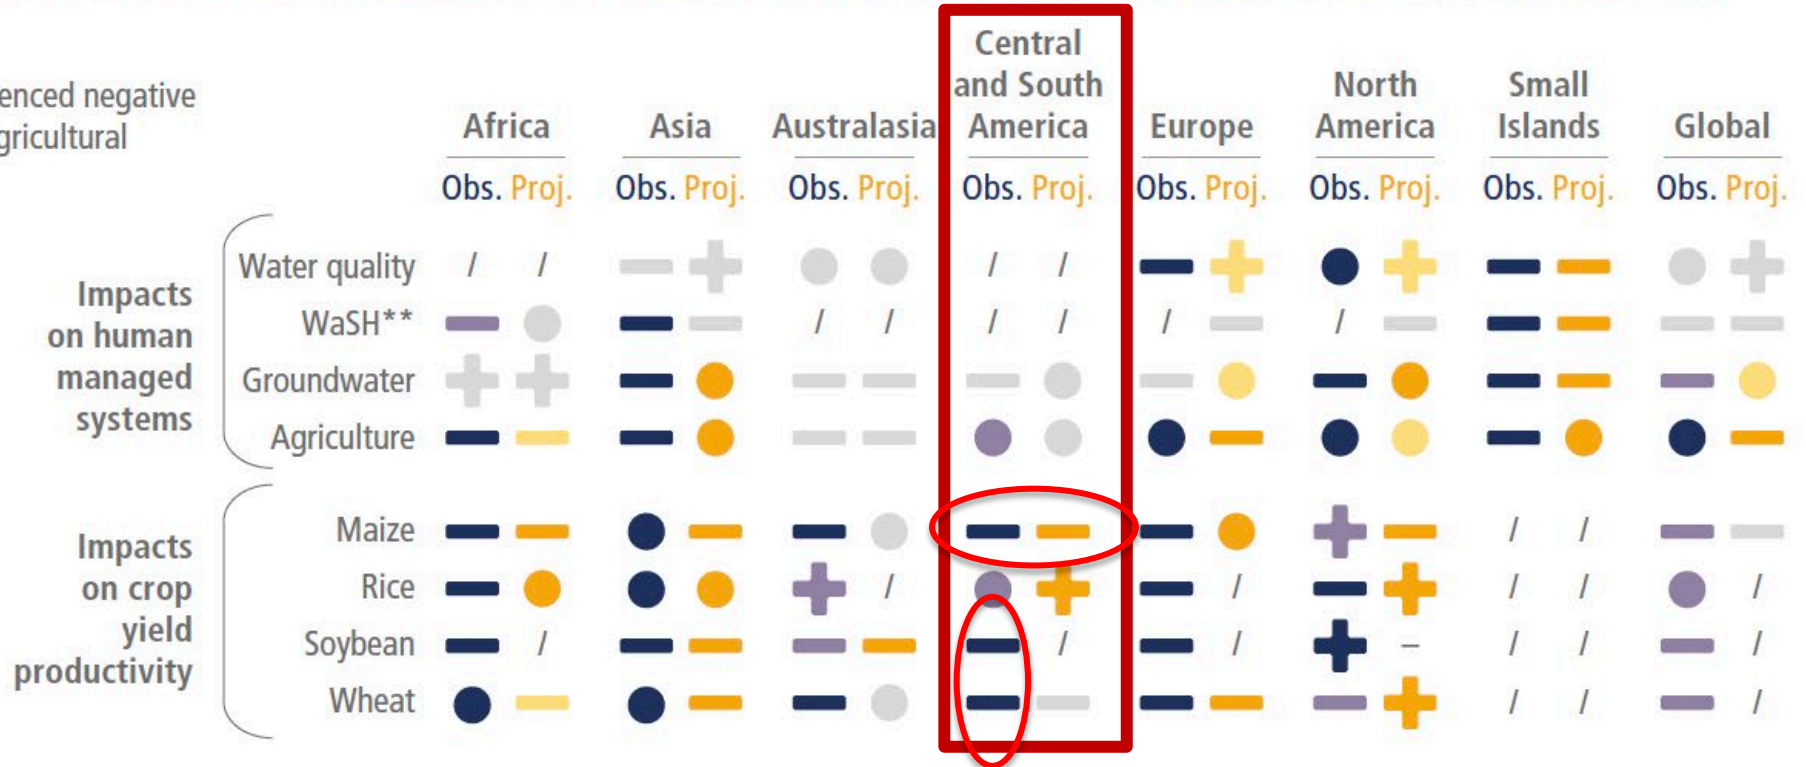 enced negative
gricultural
Africa Asia Australasia Central and South America Europe North America Small Islands Global
Obs. Proj. Obs. Proj. Obs. Proj. Obs. Proj. Obs. Proj. Obs. Proj. Obs. Proj. Obs. Proj.
Impacts
on human
managed
systems
Water quality / / / /
WaSH** / / / / / /
Groundwater
Agriculture
Impacts
on crop
yield
productivity
Maize / /
Rice / / / / /
Soybean / / / – / / /
Wheat / / /